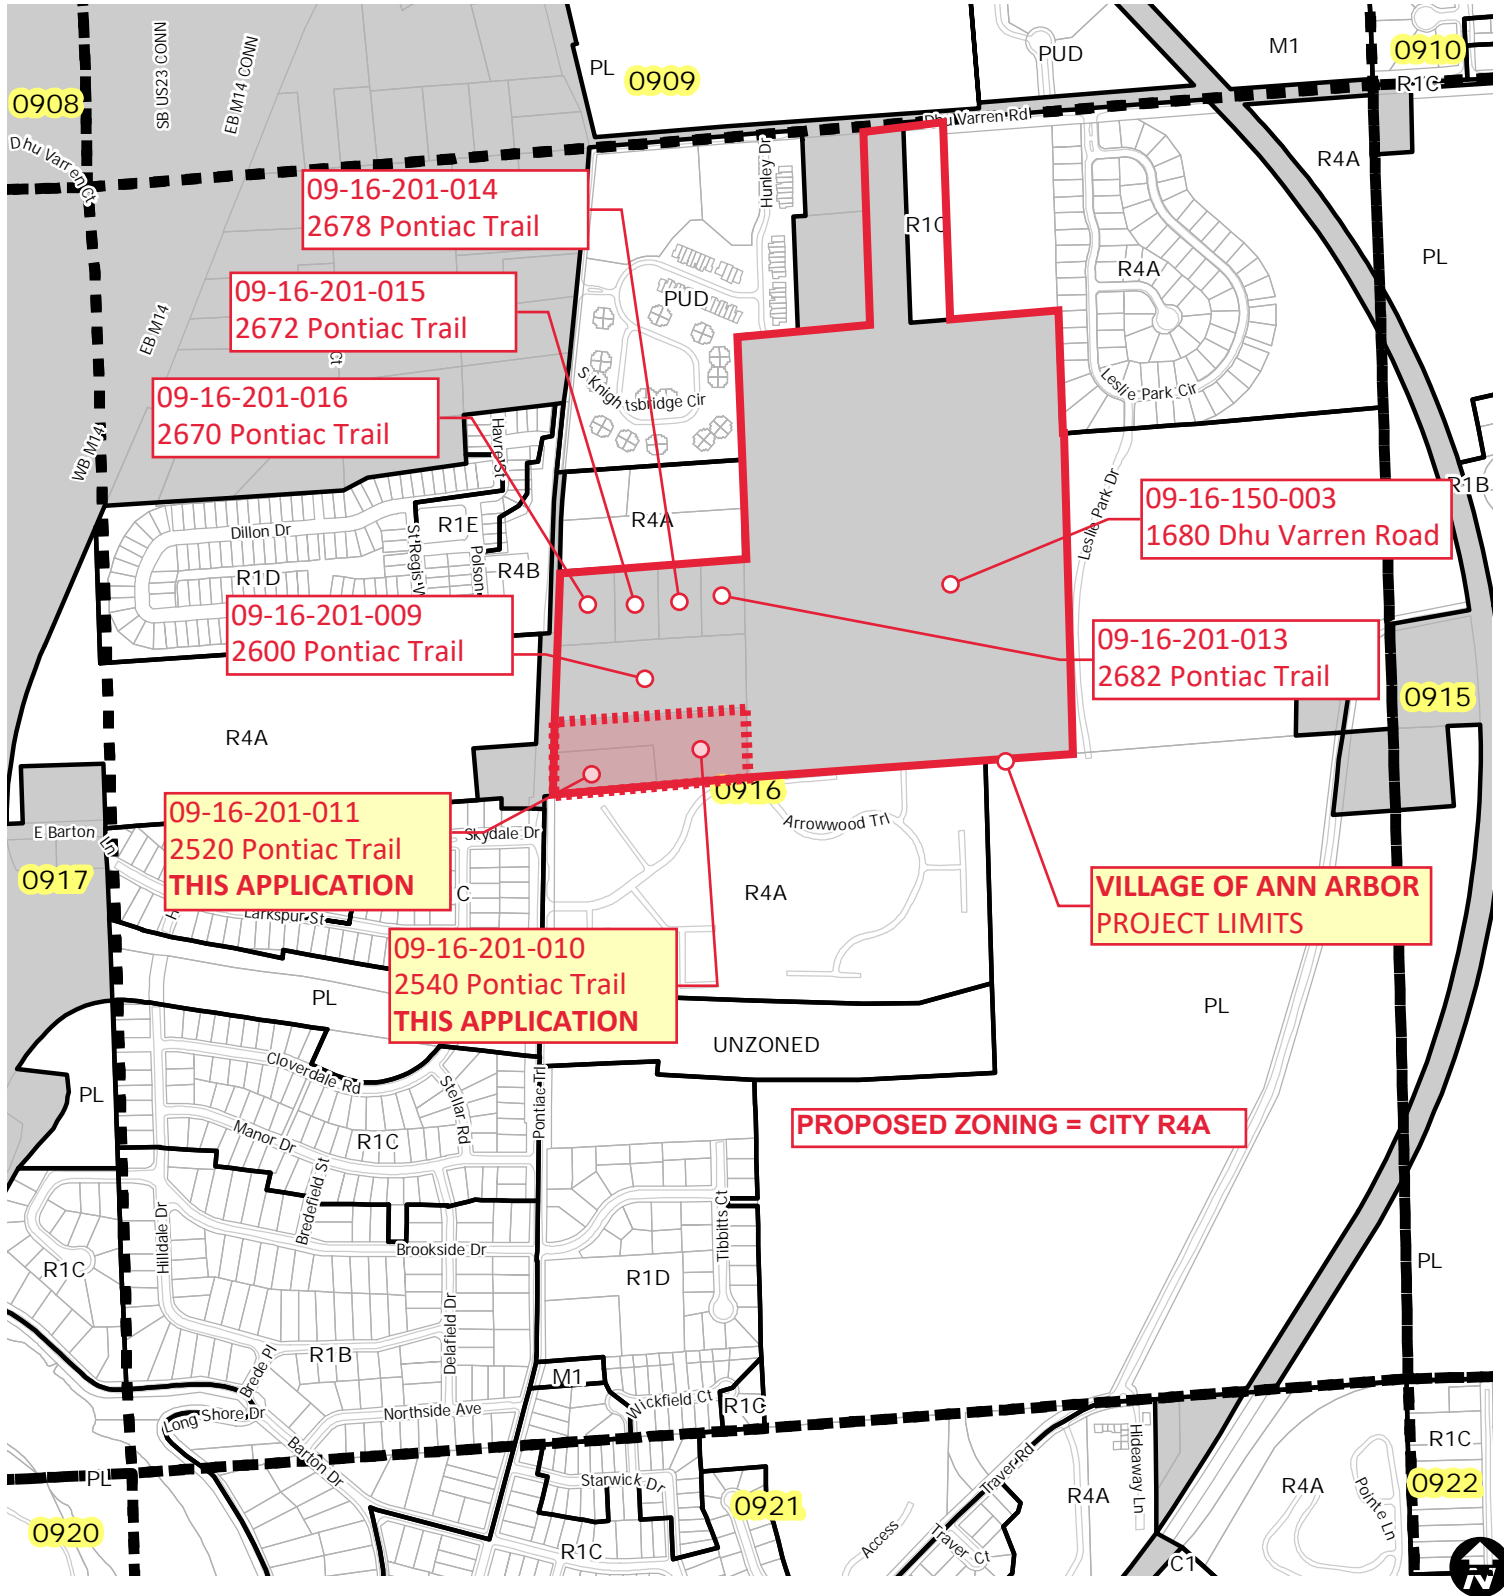 SB US23 CONN
EB M14 CONN
0908
Dhu Varren Ct
PL
0909
PUD
M1
0910
R1C
Dhu Varren Rd
R4A
09-16-201-014
2678 Pontiac Trail
Hunley Dr
R1C
PL
R4A
09-16-201-015
2672 Pontiac Trail
PUD
EB M14
Ct
S Knightsbridge Cir
Leslie Park Cir
09-16-201-016
2670 Pontiac Trail
WB M14
Havre St
R1B
09-16-150-003
1680 Dhu Varren Road
Leslie Park Dr
Dillon Dr
R1E
R4A
St Regis W
Polson
R1D
R4B
09-16-201-009
2600 Pontiac Trail
09-16-201-013
2682 Pontiac Trail
0915
R4A
0916
09-16-201-011
2520 Pontiac Trail
THIS APPLICATION
E Barton
Ln
Skydale Dr
Arrowwood Trl
0917
C
R4A
VILLAGE OF ANN ARBOR
PROJECT LIMITS
Larkspur St
09-16-201-010
2540 Pontiac Trail
THIS APPLICATION
PL
PL
UNZONED
Cloverdale Rd
Stellar Rd
PL
Pontiac Trl
PROPOSED ZONING = CITY R4A
Manor Dr
R1C
Bredefield St
Hilldale Dr
Tibbitts Ct
Brookside Dr
R1C
R1D
PL
Delafield Dr
R1B
Brede Pl
M1
Wickfield Ct
R1C
Long Shore Dr
Northside Ave
Barton Dr
PL
Starwick Dr
Traver Rd
Hideaway Ln
R1C
0921
R4A
R4A
Pointe Ln
0922
0920
R1C
Access
Traver Ct
C1
N